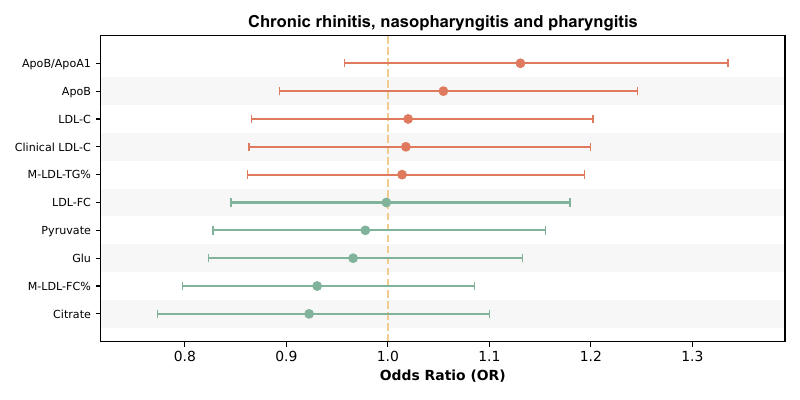 Chronic rhinitis, nasopharyngitis and pharyngitis
ApoB/ApoA1
ApoB
LDL-C
Clinical LDL-C
M-LDL-TG%
LDL-FC
Pyruvate
Glu
M-LDL-FC%
Citrate
0.8 0.9 1.0 1.1 1.2 1.3
Odds Ratio (OR)